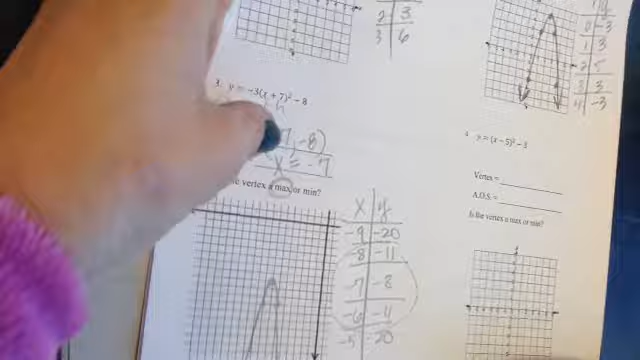 2 3
3 6
0 -3
1 3
2 5
3 3
4 -3
3. y = -3(x + 7)² - 8
7, -8)
x = -7
the vertex a max or min?
x y
-9 -20
-8 -11
7 -8
-6 -11
-5 -20
4. y = (x - 5)² - 3
Vertex =
A.O.S. =
Is the vertex a max or min?